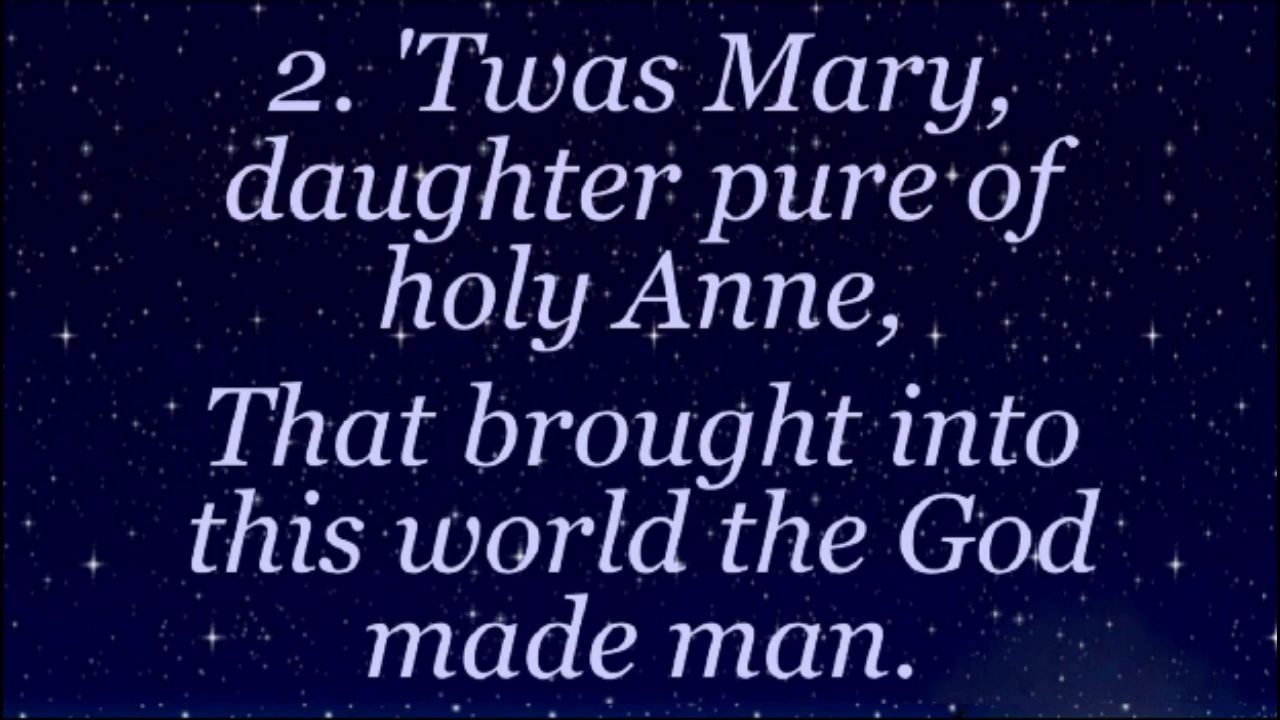 2. 'Twas Mary,
daughter pure of
holy Anne,
That brought into
this world the God
made man.